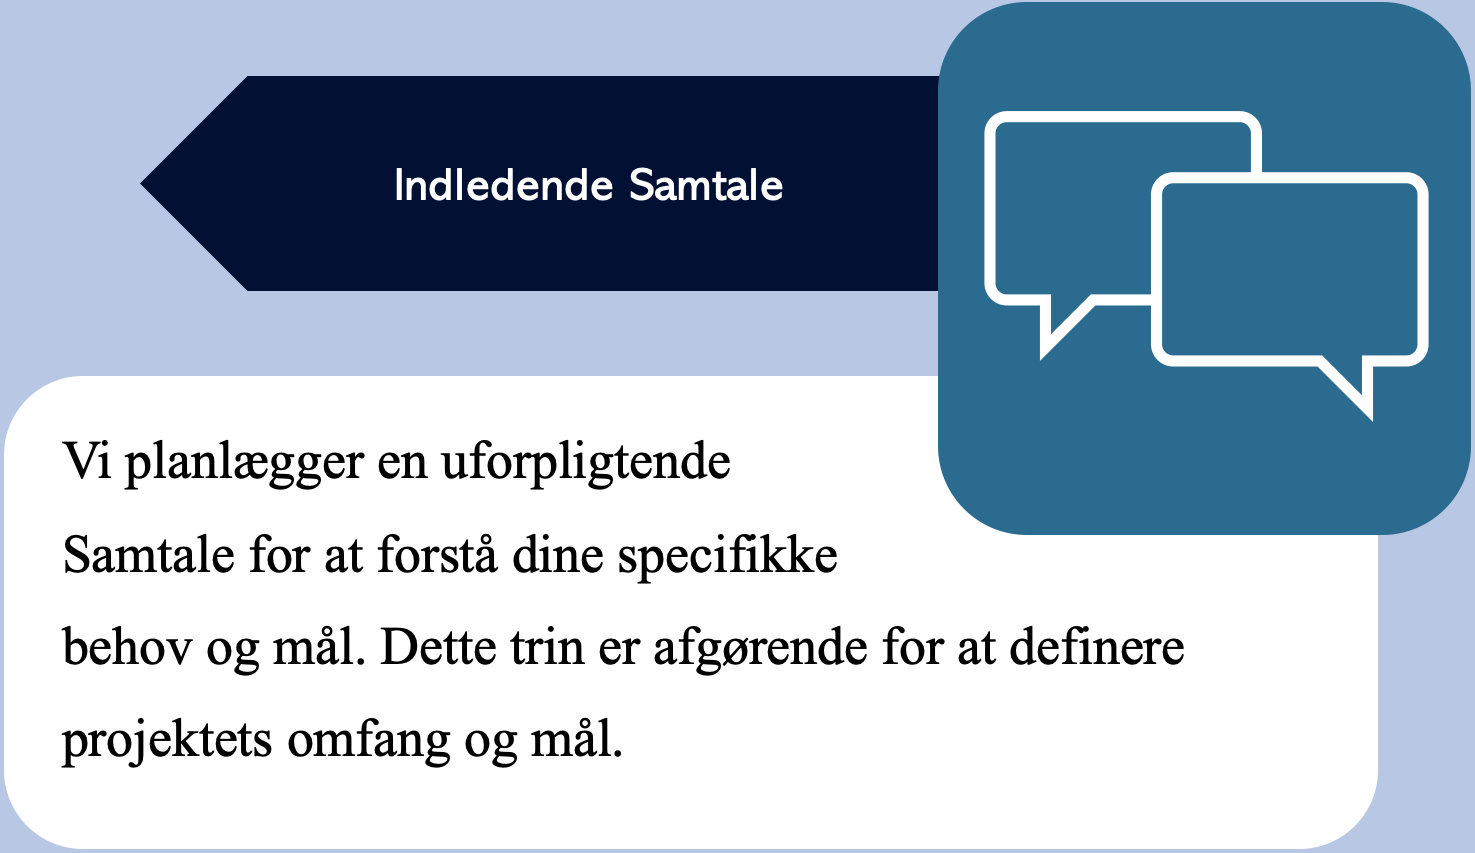 Indledende Samtale
Vi planlægger en uforpligtende
Samtale for at forstå dine specifikke
behov og mål. Dette trin er afgørende for at definere
projektets omfang og mål.